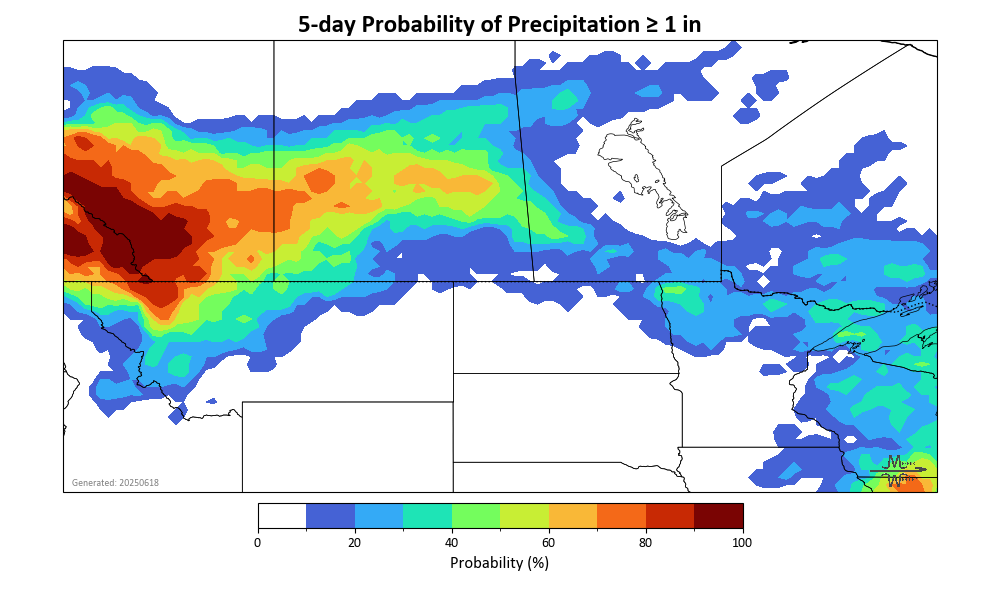 5-day Probability of Precipitation ≥ 1 in
Generated: 20250618
0 20 40 60 80 100
Probability (%)